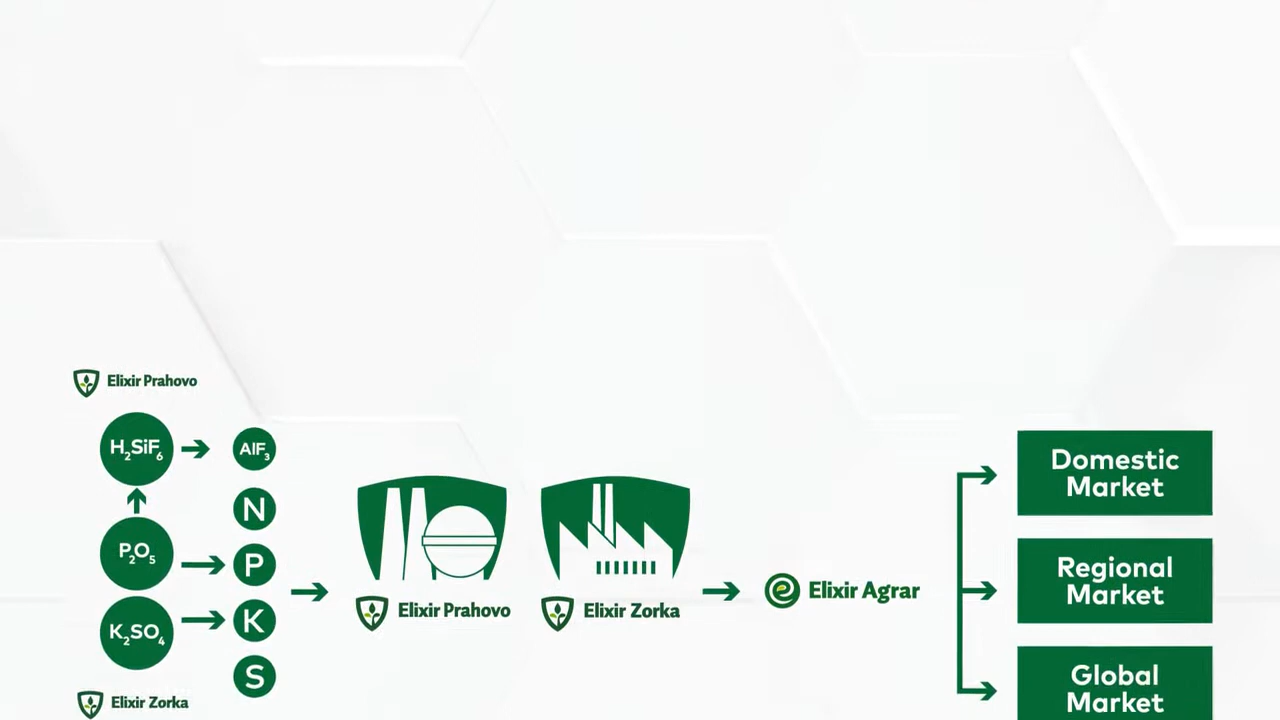 Elixir Prahovo
H₂SiF₆
AlF₃
N
P₂O₅
P
K
K₂SO₄
S
Elixir Zorka
Elixir Prahovo
Elixir Zorka
Elixir Agrar
Domestic
Market
Regional
Market
Global
Market